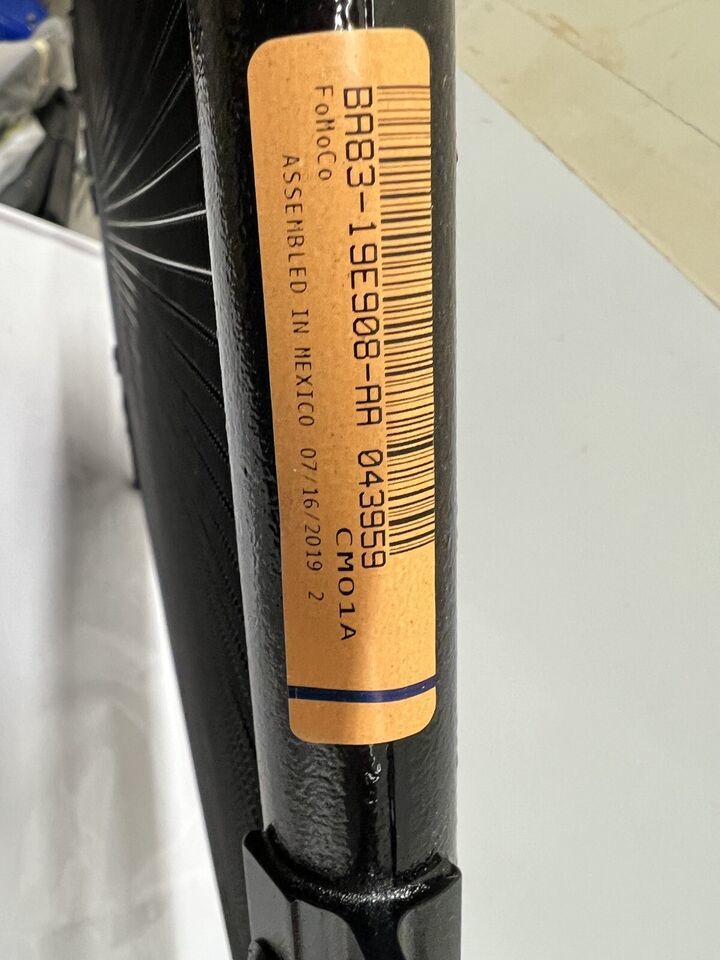 BA83-19E908-AA 043959
FoMoCo
CM01A
ASSEMBLED IN MEXICO 07/16/2019 2